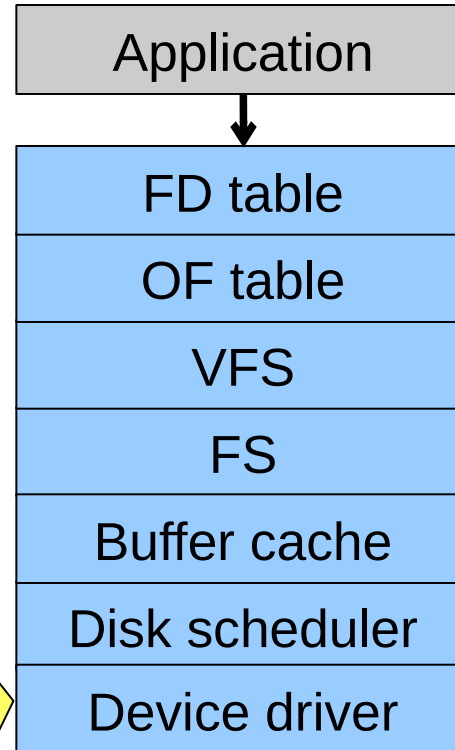 Application
FD table
OF table
VFS
FS
Buffer cache
Disk scheduler
Device driver